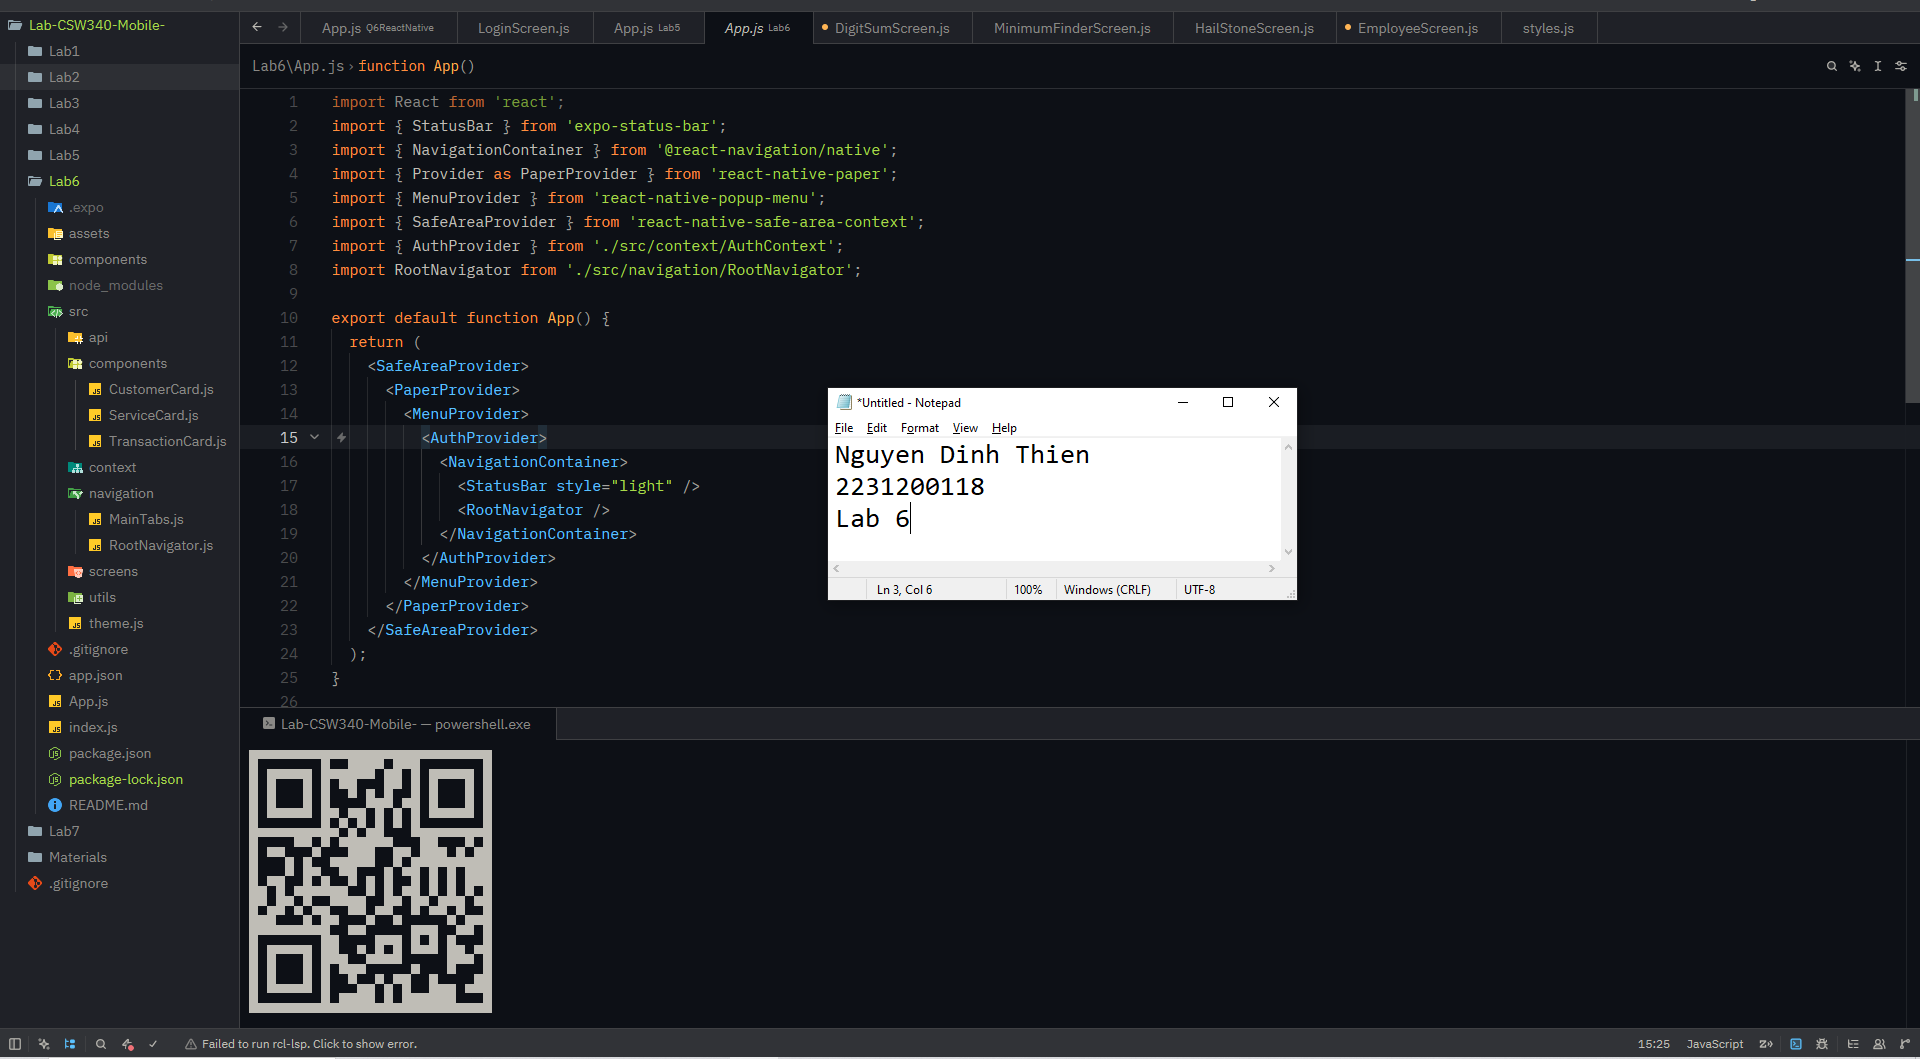 Lab-CSW340-Mobile-
Lab1
Lab2
Lab3
Lab4
Lab5
Lab6
.expo
assets
components
node_modules
src
api
components
CustomerCard.js
ServiceCard.js
TransactionCard.js
context
navigation
MainTabs.js
RootNavigator.js
screens
utils
theme.js
.gitignore
app.json
App.js
index.js
package.json
package-lock.json
README.md
Lab7
Materials
.gitignore
App.js Q6ReactNative LoginScreen.js App.js Lab5 App.js Lab6 DigitSumScreen.js MinimumFinderScreen.js HailStoneScreen.js EmployeeScreen.js styles.js
Lab6\App.js › function App()
1 import React from 'react';
2 import { StatusBar } from 'expo-status-bar';
3 import { NavigationContainer } from '@react-navigation/native';
4 import { Provider as PaperProvider } from 'react-native-paper';
5 import { MenuProvider } from 'react-native-popup-menu';
6 import { SafeAreaProvider } from 'react-native-safe-area-context';
7 import { AuthProvider } from './src/context/AuthContext';
8 import RootNavigator from './src/navigation/RootNavigator';
9
10 export default function App() {
11 return (
12 <SafeAreaProvider>
13 <PaperProvider>
14 <MenuProvider>
15 <AuthProvider>
16 <NavigationContainer>
17 <StatusBar style="light" />
18 <RootNavigator />
19 </NavigationContainer>
20 </AuthProvider>
21 </MenuProvider>
22 </PaperProvider>
23 </SafeAreaProvider>
24 );
25 }
26
*Untitled - Notepad
File Edit Format View Help
Nguyen Dinh Thien
2231200118
Lab 6
Ln 3, Col 6 100% Windows (CRLF) UTF-8
Lab-CSW340-Mobile- — powershell.exe
Failed to run rcl-lsp. Click to show error.
15:25 JavaScript